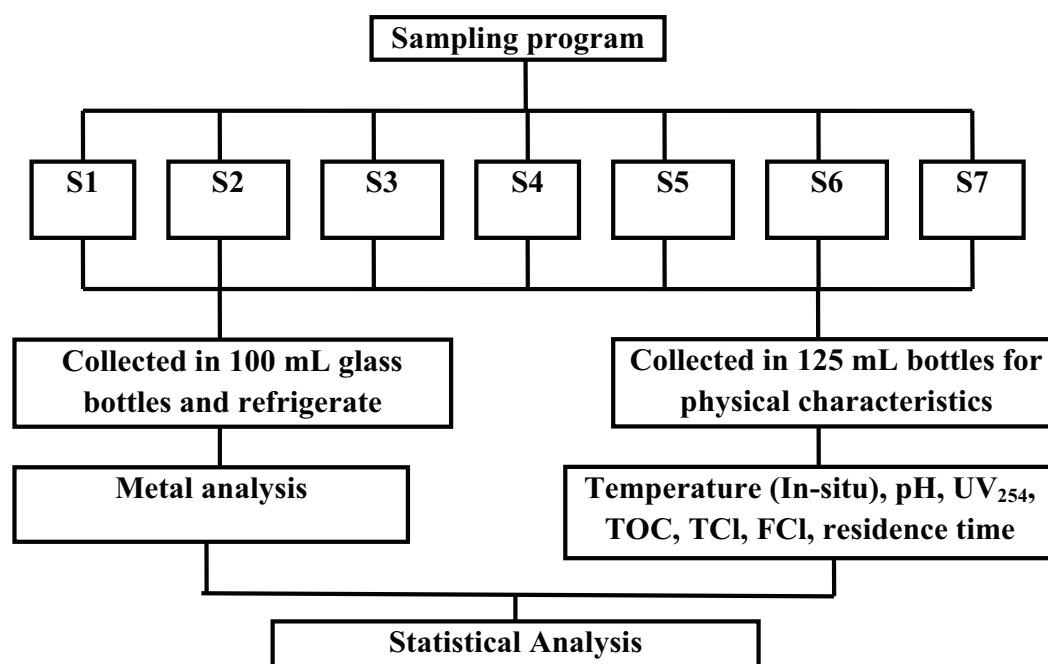 Sampling program
S1
S2
S3
S4
S5
S6
S7
Collected in 100 mL glass
bottles and refrigerate
Collected in 125 mL bottles for
physical characteristics
Metal analysis
Temperature (In-situ), pH, UV₂₅₄,
TOC, TCl, FCl, residence time
Statistical Analysis